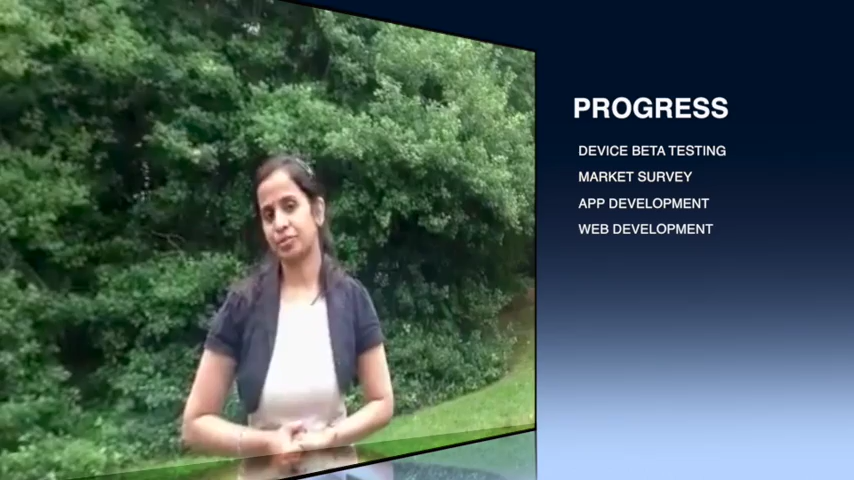 PROGRESS
DEVICE BETA TESTING
MARKET SURVEY
APP DEVELOPMENT
WEB DEVELOPMENT